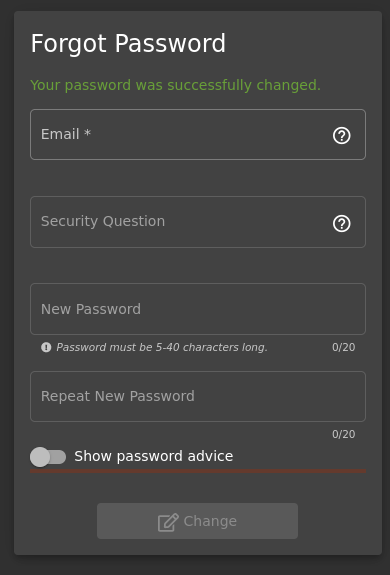 Forgot Password
Your password was successfully changed.
Email *
Security Question
New Password
Password must be 5-40 characters long. 0/20
Repeat New Password
0/20
Show password advice
Change